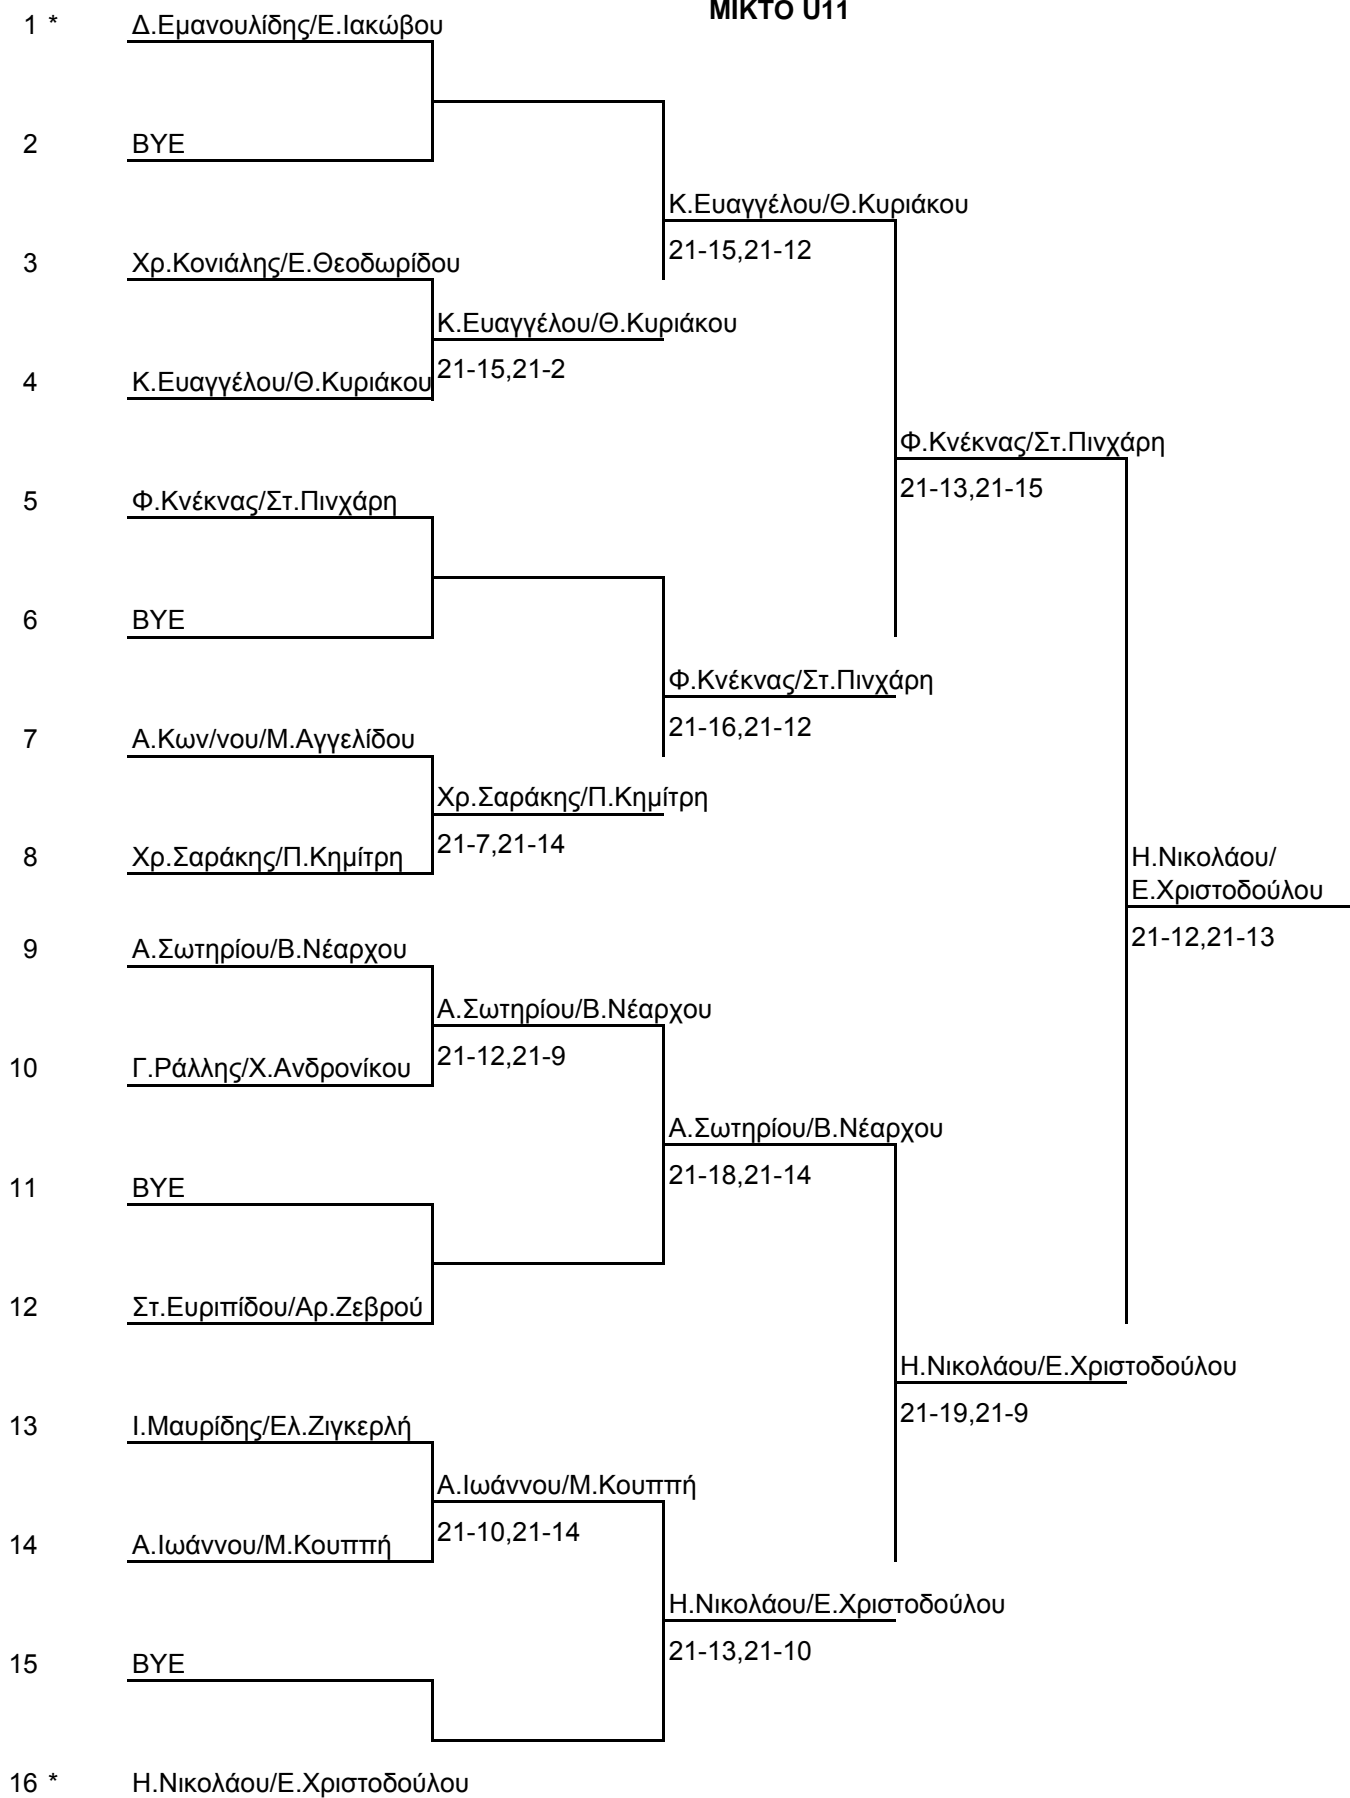 ΜΙΚΤΟ U11
1 * Δ.Εμανουλίδης/Ε.Ιακώβου
2 BYE
Κ.Ευαγγέλου/Θ.Κυριάκου
21-15,21-12
3 Χρ.Κονιάλης/Ε.Θεοδωρίδου
Κ.Ευαγγέλου/Θ.Κυριάκου
21-15,21-2
4 Κ.Ευαγγέλου/Θ.Κυριάκου
Φ.Κνέκνας/Στ.Πινχάρη
21-13,21-15
5 Φ.Κνέκνας/Στ.Πινχάρη
6 BYE
Φ.Κνέκνας/Στ.Πινχάρη
21-16,21-12
7 Α.Κων/νου/Μ.Αγγελίδου
Χρ.Σαράκης/Π.Κημίτρη
21-7,21-14
8 Χρ.Σαράκης/Π.Κημίτρη
Η.Νικολάου/
Ε.Χριστοδούλου
21-12,21-13
9 Α.Σωτηρίου/Β.Νέαρχου
Α.Σωτηρίου/Β.Νέαρχου
21-12,21-9
10 Γ.Ράλλης/Χ.Ανδρονίκου
Α.Σωτηρίου/Β.Νέαρχου
21-18,21-14
11 BYE
12 Στ.Ευριπίδου/Αρ.Ζεβρού
Η.Νικολάου/Ε.Χριστοδούλου
21-19,21-9
13 Ι.Μαυρίδης/Ελ.Ζιγκερλή
Α.Ιωάννου/Μ.Κουππή
21-10,21-14
14 Α.Ιωάννου/Μ.Κουππή
Η.Νικολάου/Ε.Χριστοδούλου
21-13,21-10
15 BYE
16 * Η.Νικολάου/Ε.Χριστοδούλου